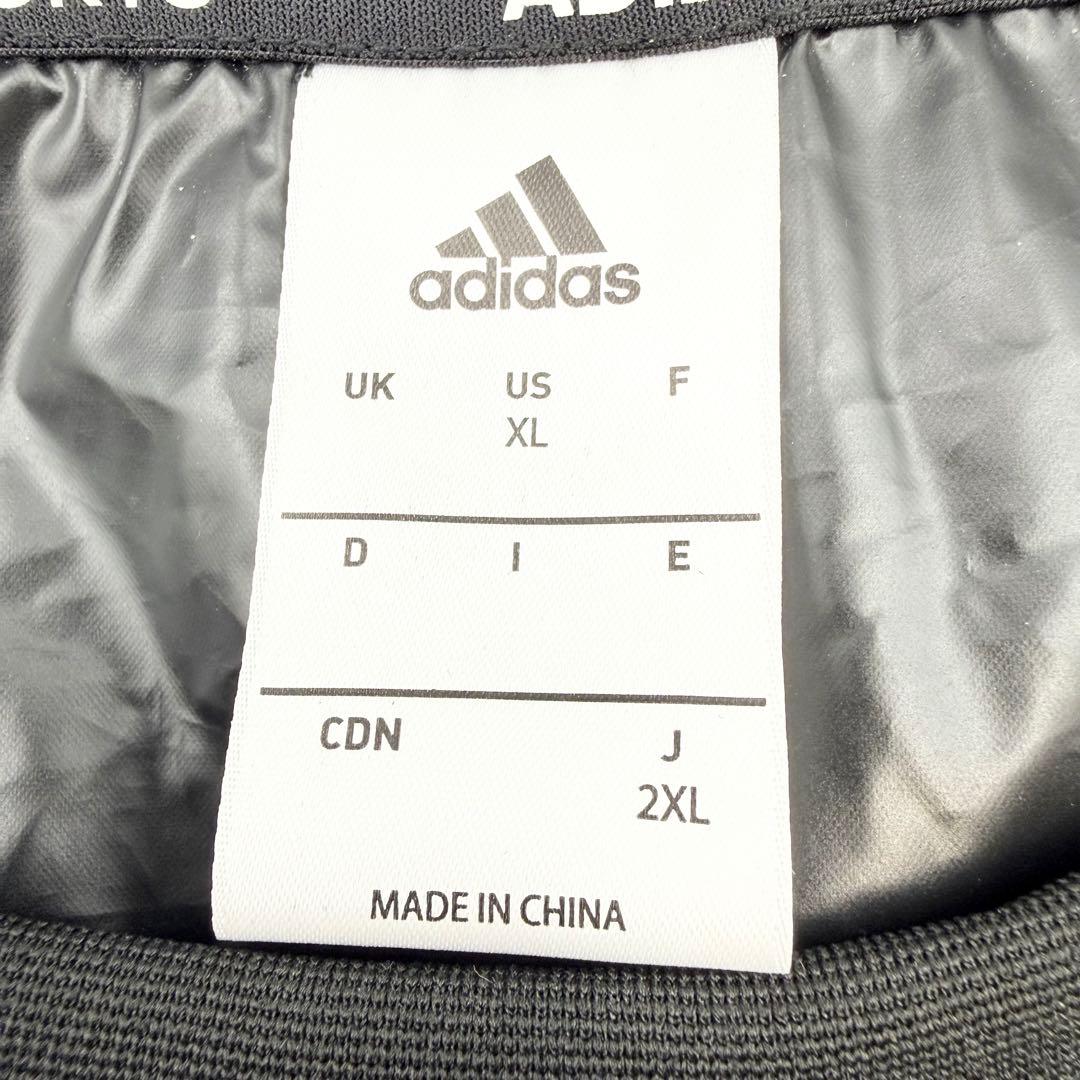 adidas
UK US F
XL
D I E
CDN J
2XL
MADE IN CHINA